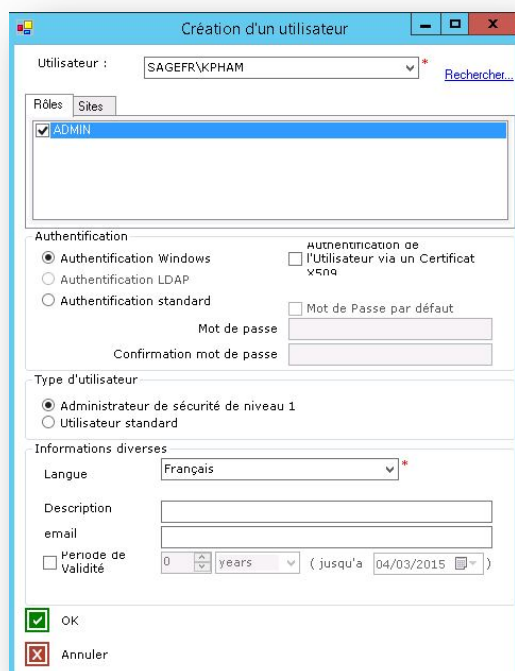 Création d'un utilisateur
Utilisateur :
SAGEFR\KPHAM
*
Rechercher...
Rôles
Sites
ADMIN
Authentification
Authentification Windows
Authentification de
l'Utilisateur via un Certificat
X509
Authentification LDAP
Authentification standard
Mot de Passe par défaut
Mot de passe
Confirmation mot de passe
Type d'utilisateur
Administrateur de sécurité de niveau 1
Utilisateur standard
Informations diverses
Langue
Français
*
Description
email
Période de
Validité
0
years
( jusqu'a
04/03/2015
)
OK
Annuler